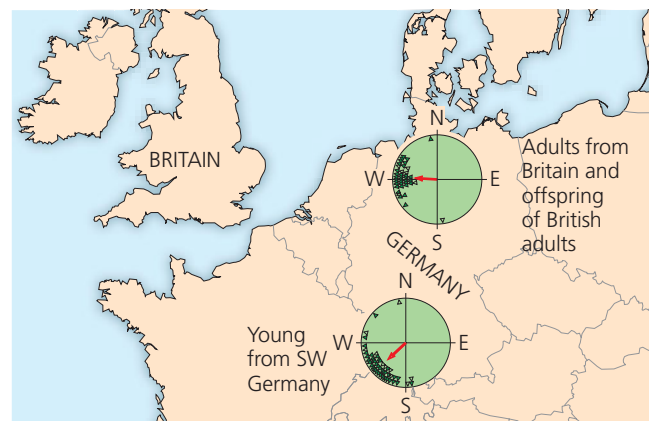 BRITAIN
N
W E
S
Adults from
Britain and
offspring
of British
adults
GERMANY
N
W E
S
Young
from SW
Germany